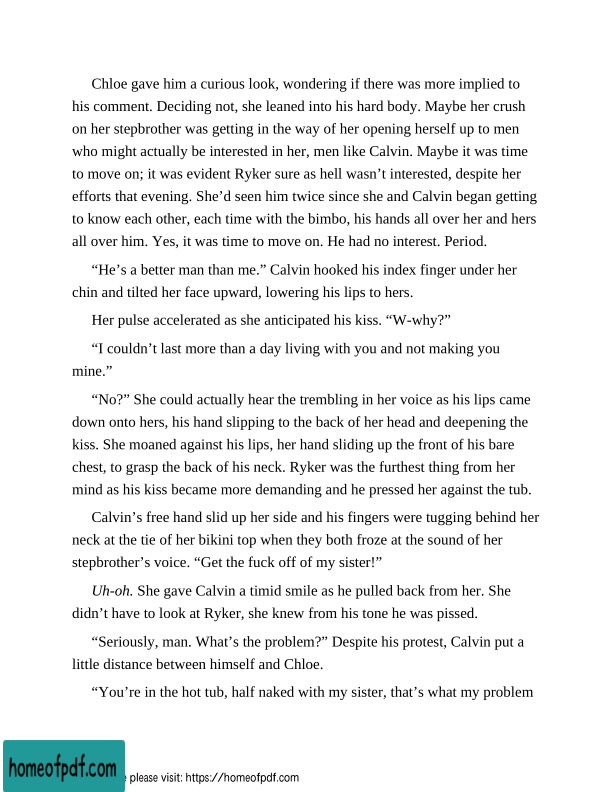 Chloe gave him a curious look, wondering if there was more implied to
his comment. Deciding not, she leaned into his hard body. Maybe her crush
on her stepbrother was getting in the way of her opening herself up to men
who might actually be interested in her, men like Calvin. Maybe it was time
to move on; it was evident Ryker sure as hell wasn’t interested, despite her
efforts that evening. She’d seen him twice since she and Calvin began getting
to know each other, each time with the bimbo, his hands all over her and hers
all over him. Yes, it was time to move on. He had no interest. Period.
“He’s a better man than me.” Calvin hooked his index finger under her
chin and tilted her face upward, lowering his lips to hers.
Her pulse accelerated as she anticipated his kiss. “W-why?”
“I couldn’t last more than a day living with you and not making you
mine.”
“No?” She could actually hear the trembling in her voice as his lips came
down onto hers, his hand slipping to the back of her head and deepening the
kiss. She moaned against his lips, her hand sliding up the front of his bare
chest, to grasp the back of his neck. Ryker was the furthest thing from her
mind as his kiss became more demanding and he pressed her against the tub.
Calvin’s free hand slid up her side and his fingers were tugging behind her
neck at the tie of her bikini top when they both froze at the sound of her
stepbrother’s voice. “Get the fuck off of my sister!”
Uh-oh. She gave Calvin a timid smile as he pulled back from her. She
didn’t have to look at Ryker, she knew from his tone he was pissed.
“Seriously, man. What’s the problem?” Despite his protest, Calvin put a
little distance between himself and Chloe.
“You’re in the hot tub, half naked with my sister, that’s what my problem
homeofpdf.com
please visit: https://homeofpdf.com